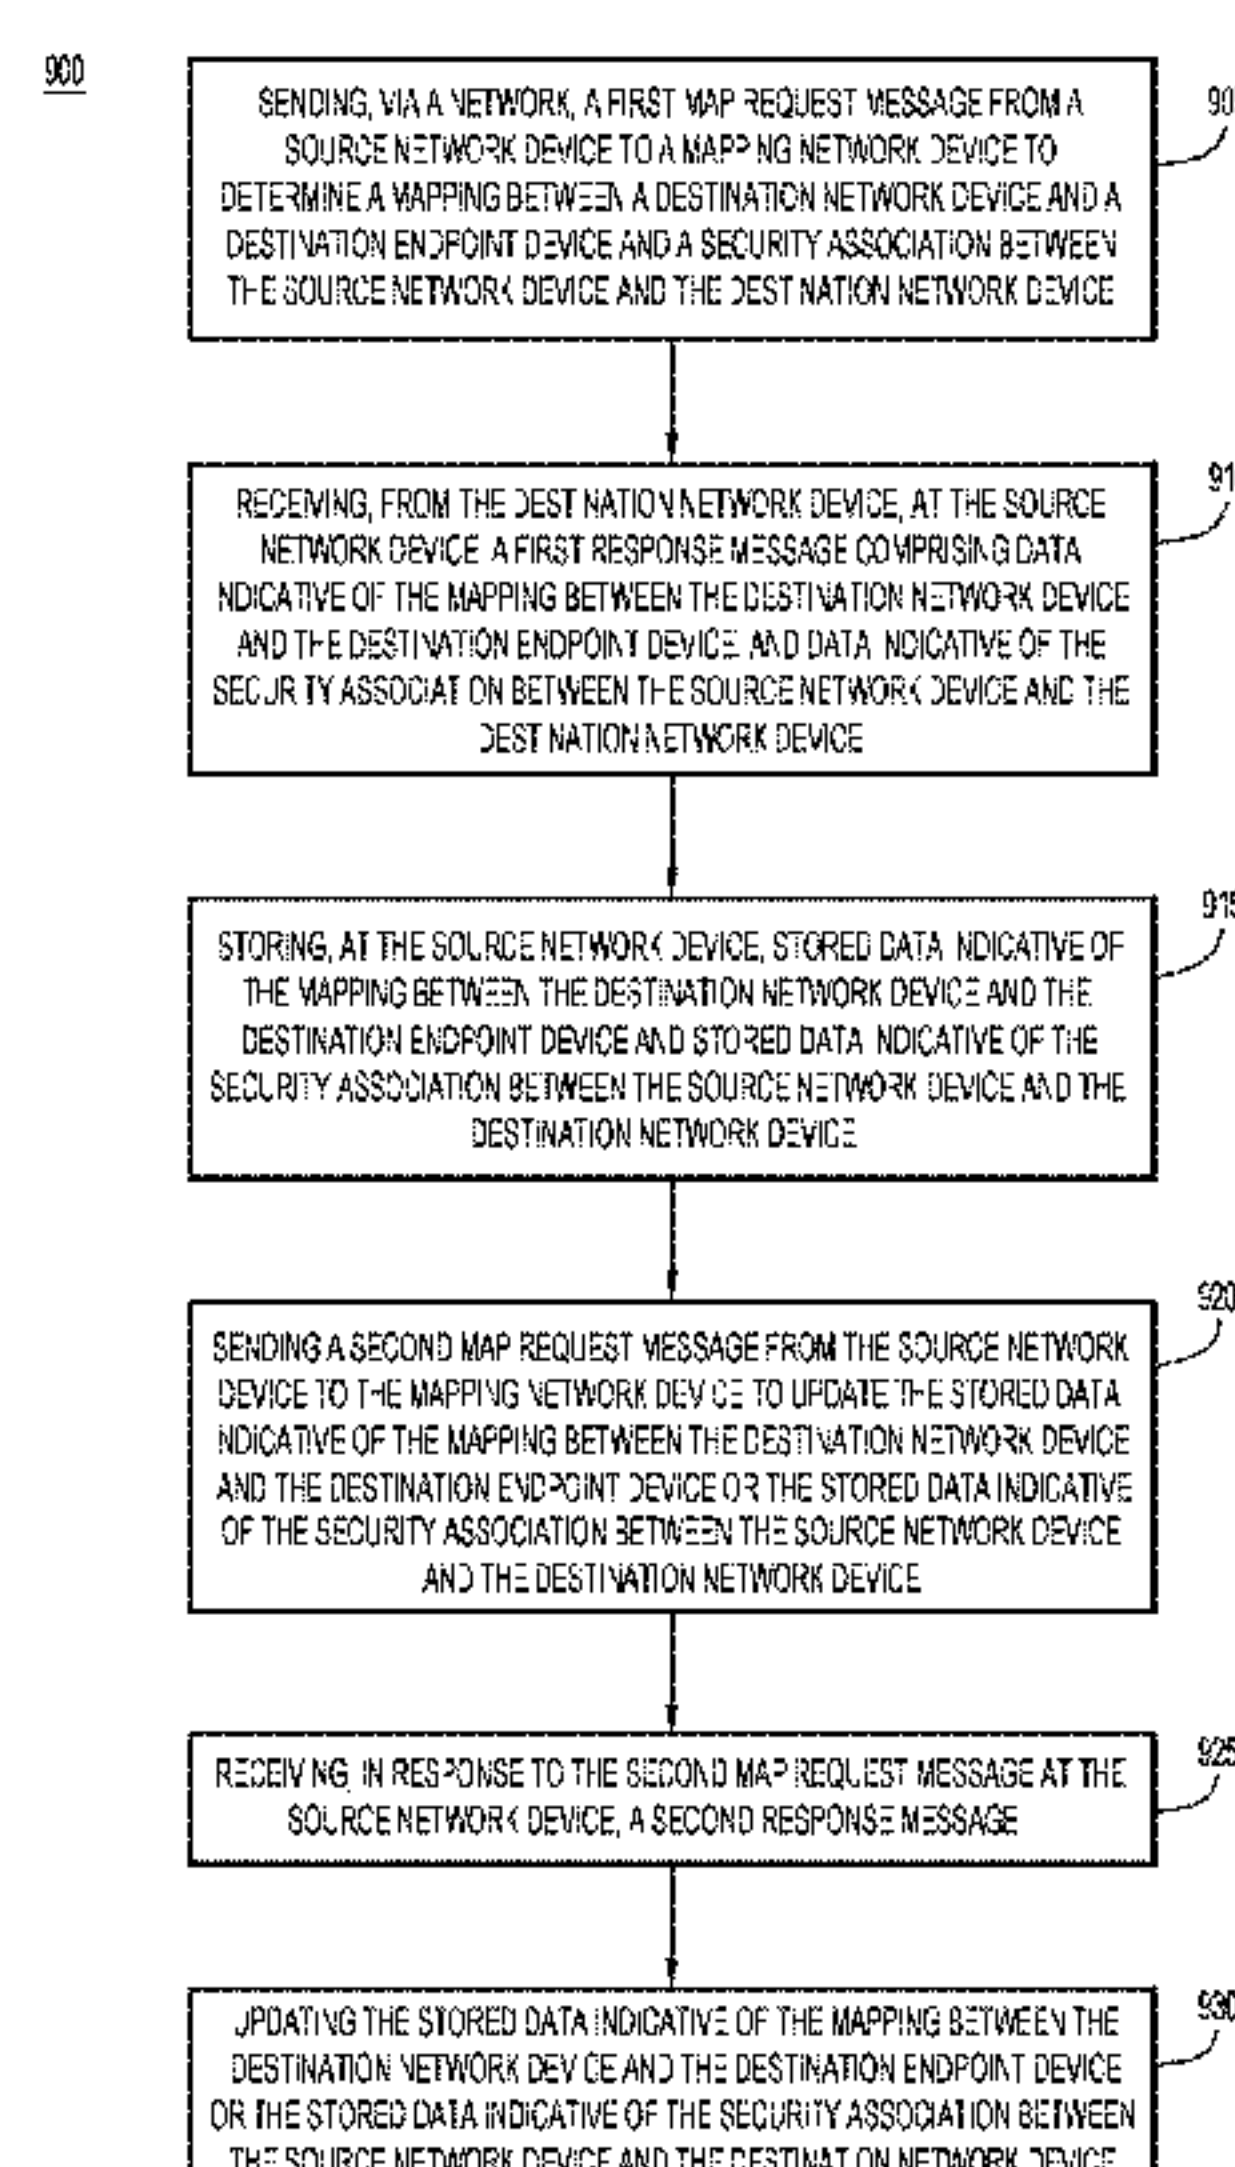 900
SENDING, VIA A NETWORK, A FIRST MAP REQUEST MESSAGE FROM A
90
SOURCE NETWORK DEVICE TO A MAPPING NETWORK DEVICE TO
DETERMINE A MAPPING BETWEEN A DESTINATION NETWORK DEVICE AND A
DESTINATION ENDPOINT DEVICE AND A SECURITY ASSOCIATION BETWEEN
THE SOURCE NETWORK DEVICE AND THE DESTINATION NETWORK DEVICE
91
RECEIVING, FROM THE DESTINATION NETWORK DEVICE, AT THE SOURCE
NETWORK DEVICE A FIRST RESPONSE MESSAGE COMPRISING DATA
INDICATIVE OF THE MAPPING BETWEEN THE DESTINATION NETWORK DEVICE
AND THE DESTINATION ENDPOINT DEVICE AND DATA INDICATIVE OF THE
SECURITY ASSOCIATION BETWEEN THE SOURCE NETWORK DEVICE AND THE
DESTINATION NETWORK DEVICE
915
STORING, AT THE SOURCE NETWORK DEVICE, STORED DATA INDICATIVE OF
THE MAPPING BETWEEN THE DESTINATION NETWORK DEVICE AND THE
DESTINATION ENDPOINT DEVICE AND STORED DATA INDICATIVE OF THE
SECURITY ASSOCIATION BETWEEN THE SOURCE NETWORK DEVICE AND THE
DESTINATION NETWORK DEVICE
920
SENDING A SECOND MAP REQUEST MESSAGE FROM THE SOURCE NETWORK
DEVICE TO THE MAPPING NETWORK DEVICE TO UPDATE THE STORED DATA
INDICATIVE OF THE MAPPING BETWEEN THE DESTINATION NETWORK DEVICE
AND THE DESTINATION ENDPOINT DEVICE OR THE STORED DATA INDICATIVE
OF THE SECURITY ASSOCIATION BETWEEN THE SOURCE NETWORK DEVICE
AND THE DESTINATION NETWORK DEVICE
925
RECEIVING, IN RESPONSE TO THE SECOND MAP REQUEST MESSAGE AT THE
SOURCE NETWORK DEVICE, A SECOND RESPONSE MESSAGE
930
UPDATING THE STORED DATA INDICATIVE OF THE MAPPING BETWEEN THE
DESTINATION NETWORK DEVICE AND THE DESTINATION ENDPOINT DEVICE
OR THE STORED DATA INDICATIVE OF THE SECURITY ASSOCIATION BETWEEN
THE SOURCE NETWORK DEVICE AND THE DESTINATION NETWORK DEVICE